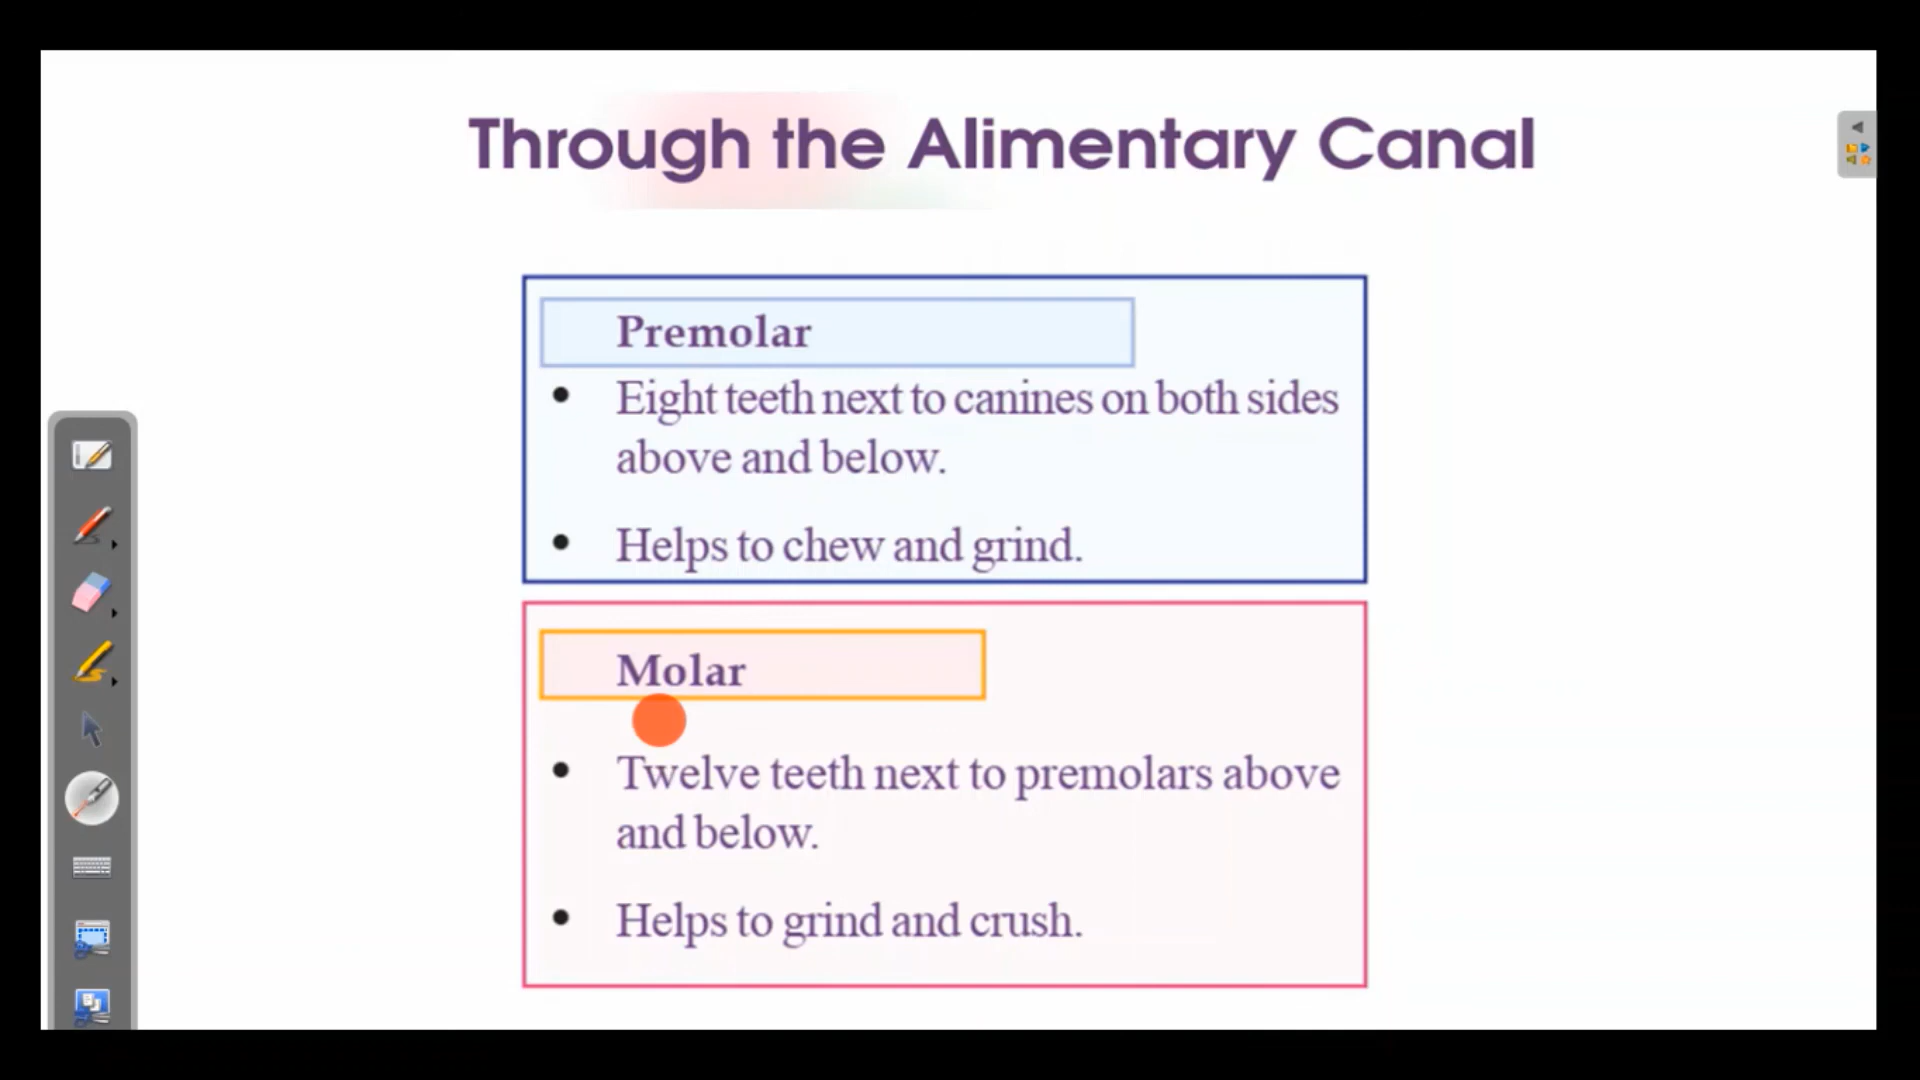 Through the Alimentary Canal
Premolar
• Eight teeth next to canines on both sides
above and below.
• Helps to chew and grind.
Molar
• Twelve teeth next to premolars above
and below.
• Helps to grind and crush.